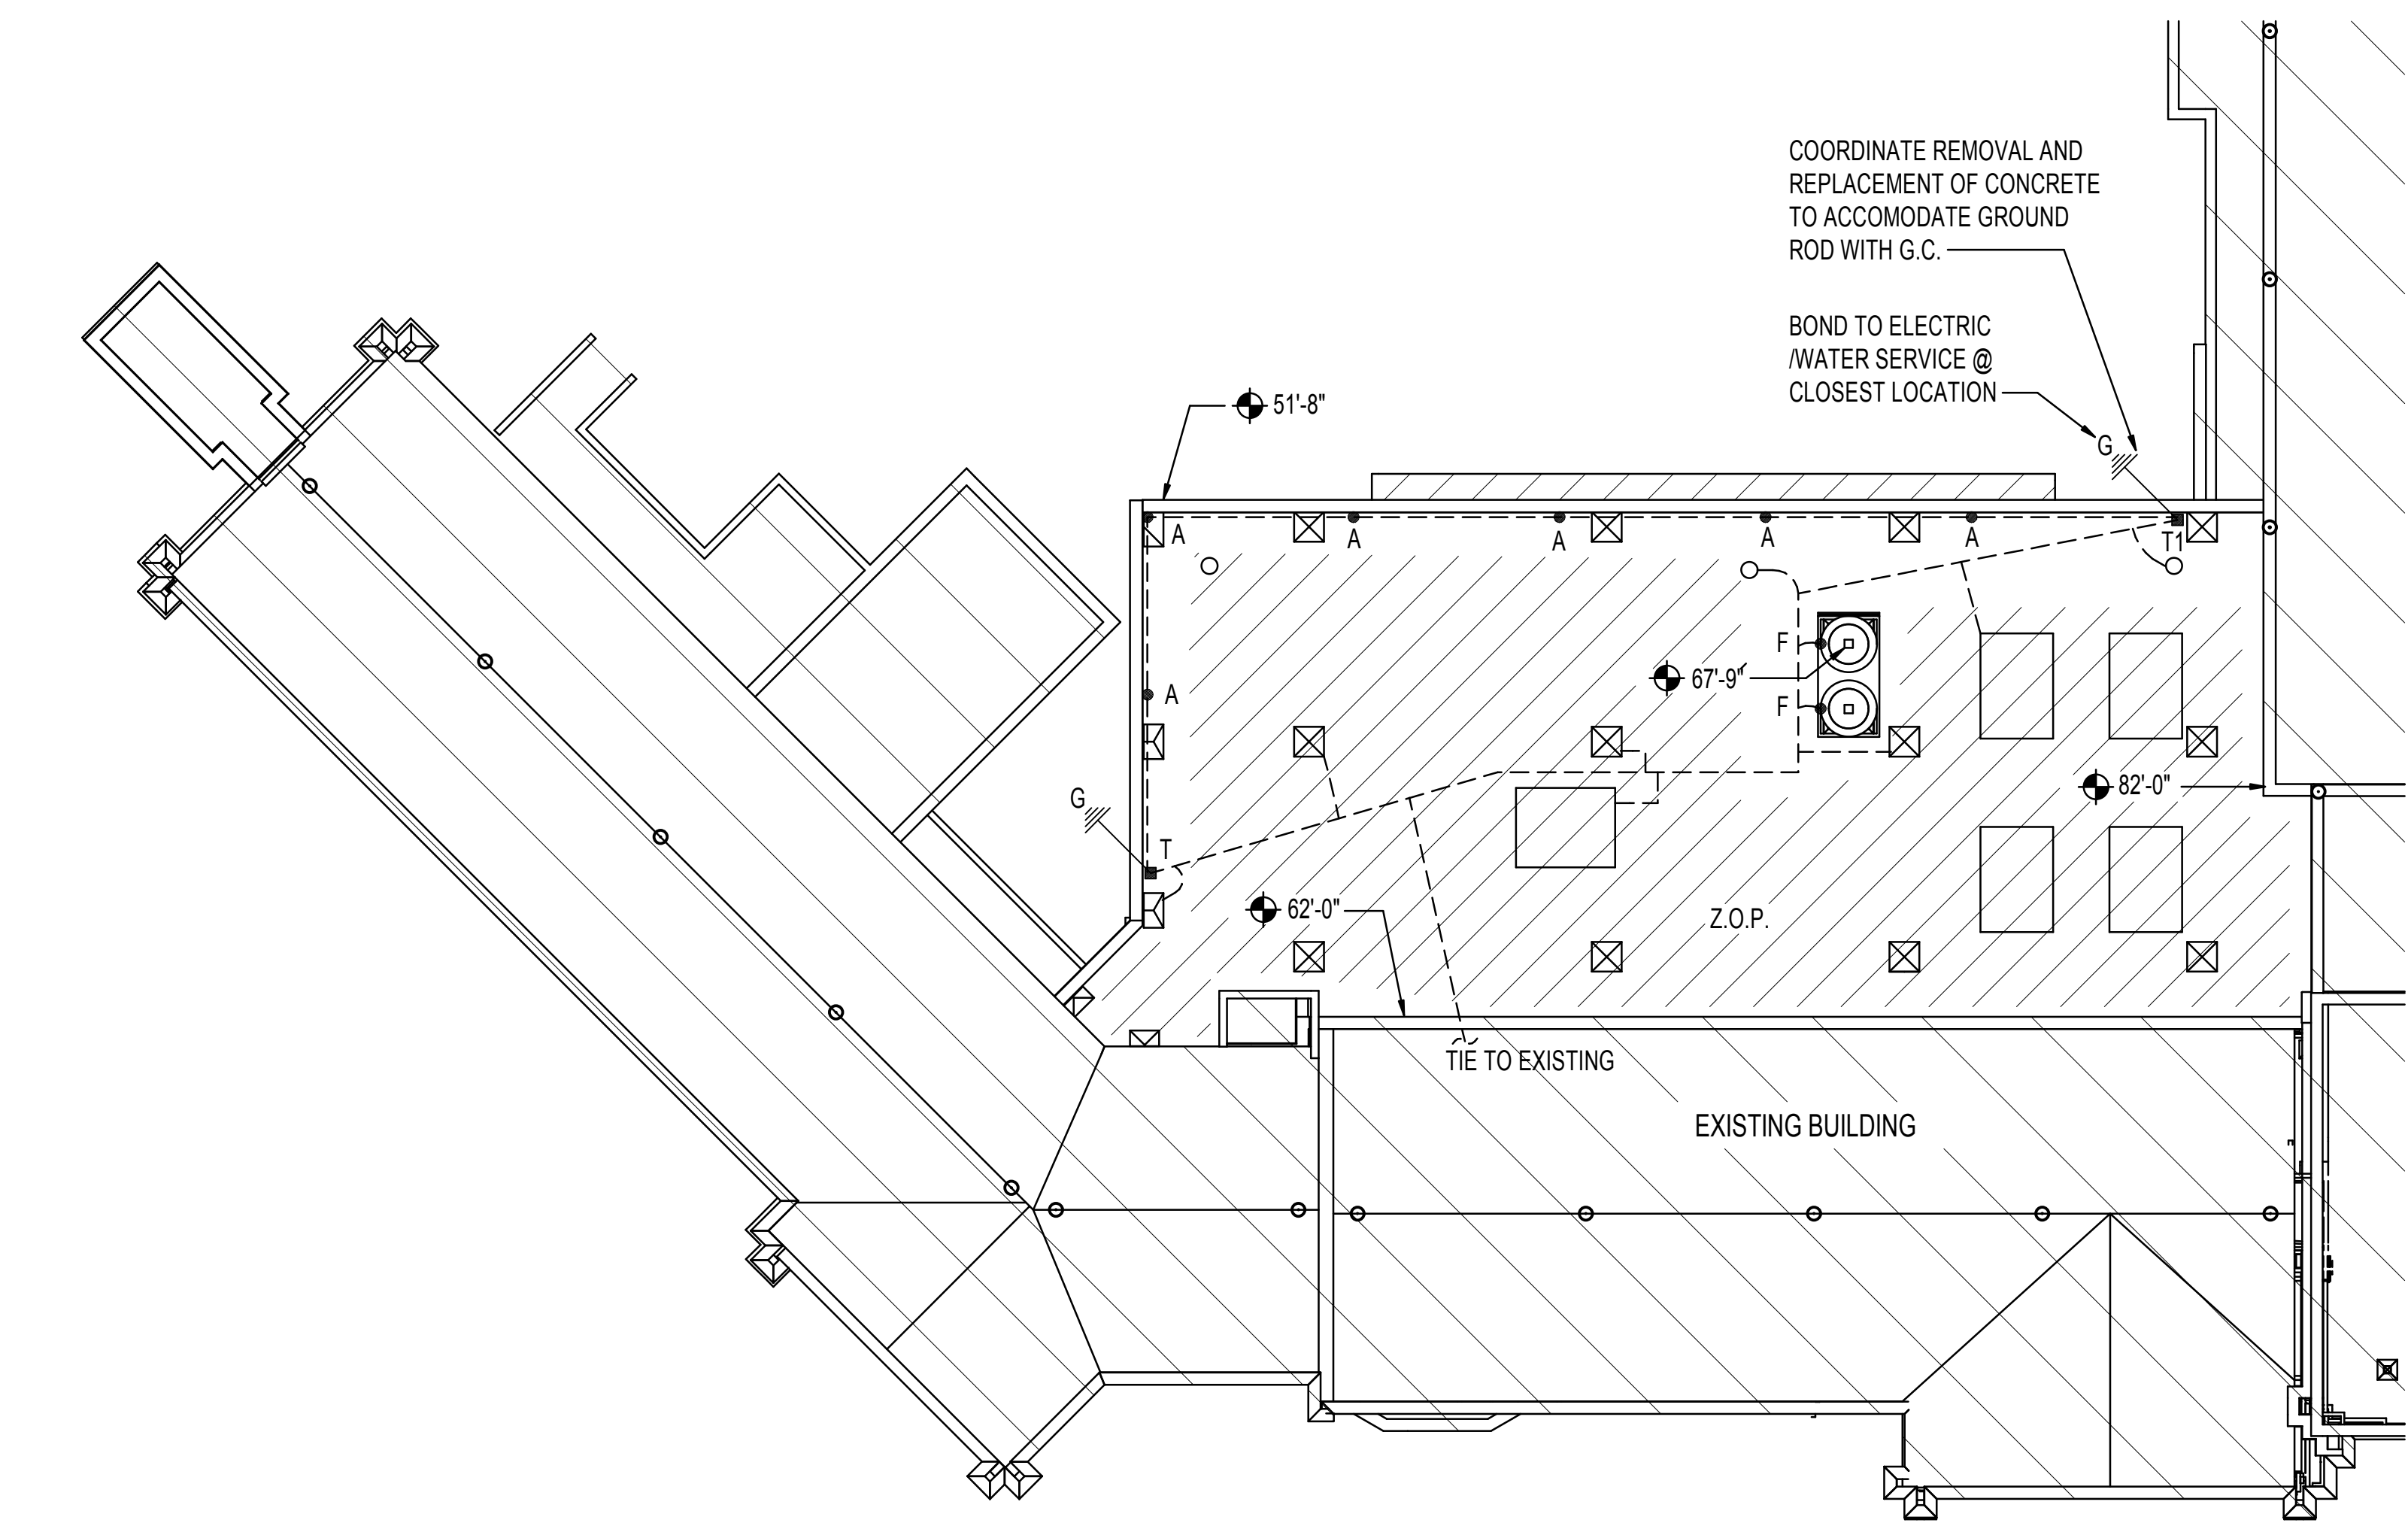 COORDINATE REMOVAL AND
REPLACEMENT OF CONCRETE
TO ACCOMODATE GROUND
ROD WITH G.C.
BOND TO ELECTRIC
/WATER SERVICE @
CLOSEST LOCATION
51'-8"
G
A
A
A
A
A
T1
F
67'-9"
A
F
82'-0"
G
T
62'-0"
Z.O.P.
TIE TO EXISTING
EXISTING BUILDING